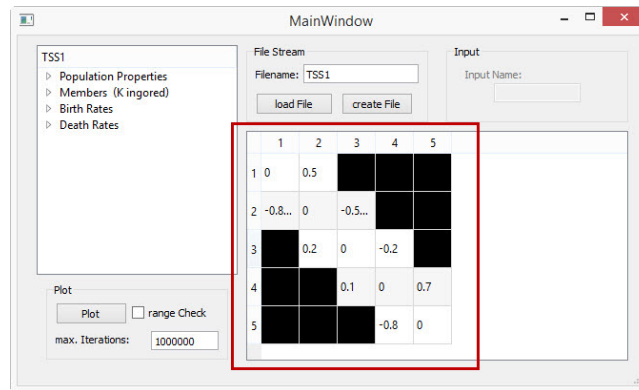 MainWindow
TSS1
Population Properties
Members (K ingored)
Birth Rates
Death Rates
File Stream
Filename: TSS1
load File create File
Input
Input Name:
1 2 3 4 5
1 0 0.5
2 -0.8... 0 -0.5...
3 0.2 0 -0.2
4 0.1 0 0.7
5 -0.8 0
Plot
Plot range Check
max. Iterations: 1000000